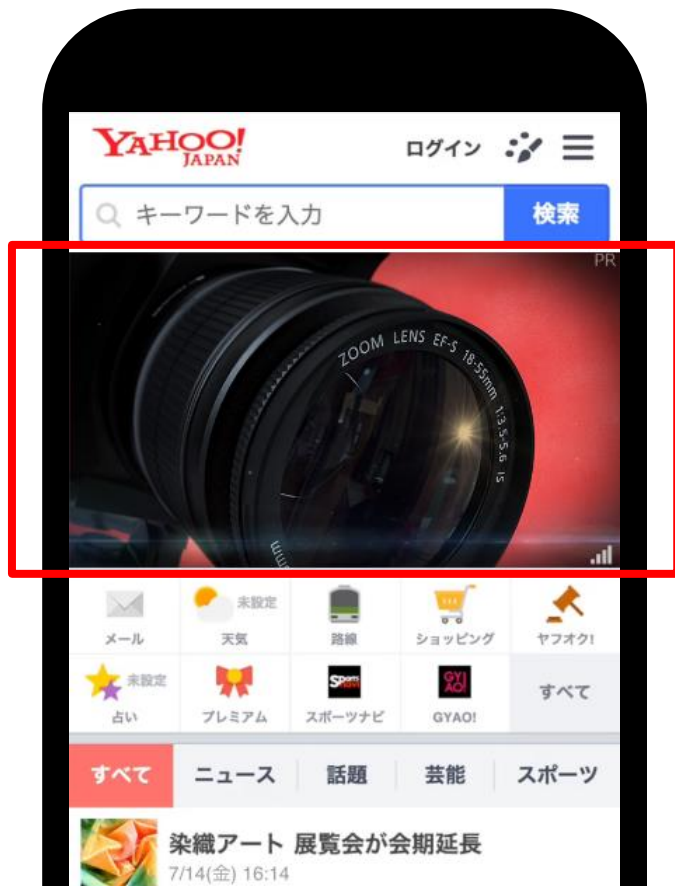 YAHOO!
JAPAN
ログイン
キーワードを入力
検索
PR
ZOOM LENS EF-S 18-55mm 1:3.5-5.6 IS
mm
未設定
メール
天気
路線
ショッピング
ヤフオク!
未設定
Sports
navi
GYAO!
すべて
占い
プレミアム
スポーツナビ
GYAO!
すべて
ニュース
話題
芸能
スポーツ
染織アート 展覧会が会期延長
7/14(金) 16:14